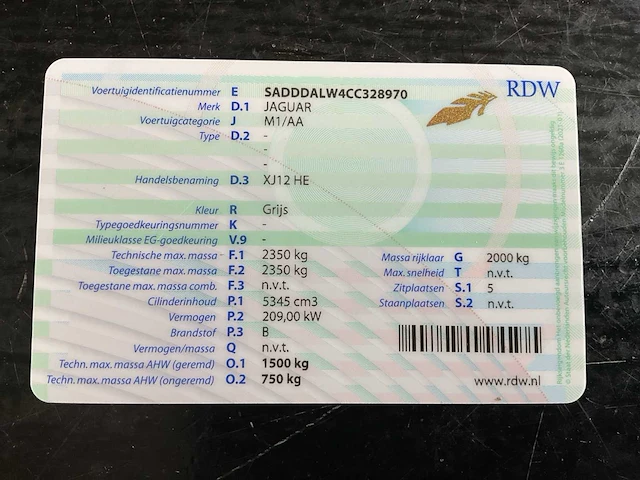 RDW
Voertuigidentificatienummer E SADDDALW4CC328970
Merk D.1 JAGUAR
Voertuigcategorie J M1/AA
Type D.2 -
-
-
Handelsbenaming D.3 XJ12 HE
Kleur R Grijs
Typegoedkeuringsnummer K -
Milieuklasse EG-goedkeuring V.9 -
Technische max. massa F.1 2350 kg
Toegestane max. massa F.2 2350 kg
Toegestane max. massa comb. F.3 n.v.t.
Cilinderinhoud P.1 5345 cm3
Vermogen P.2 209,00 kW
Brandstof P.3 B
Vermogen/massa Q n.v.t.
Techn. max. massa AHW (geremd) O.1 1500 kg
Techn. max. massa AHW (ongeremd) O.2 750 kg
Massa rijklaar G 2000 kg
Max. snelheid T n.v.t.
Zitplaatsen S.1 5
Staanplaatsen S.2 n.v.t.
www.rdw.nl